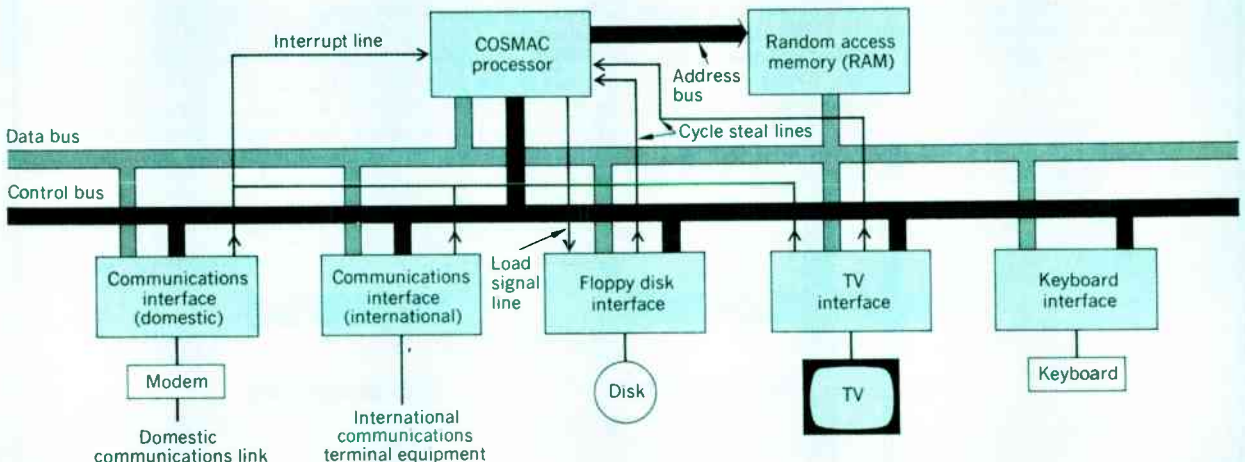 Interrupt line
COSMAC
processor
Random access
memory (RAM)
Address
bus
Cycle steal lines
Data bus
Control bus
Load
signal
line
Communications
interface
(domestic)
Communications
interface
(international)
Floppy disk
interface
TV
interface
Keyboard
interface
Modem
Disk
TV
Keyboard
Domestic
communications link
International
communications
terminal equipment